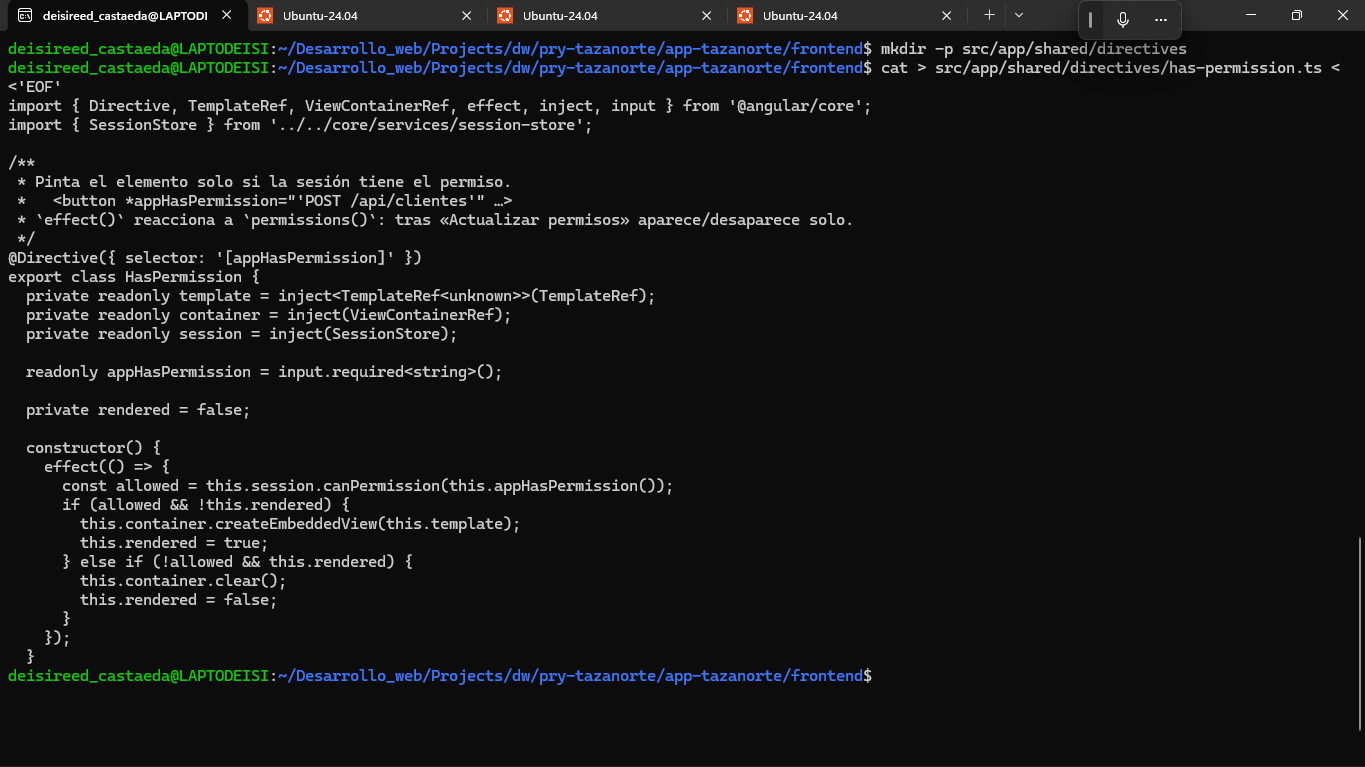 deisireed_castaeda@LAPTODI
Ubuntu-24.04
Ubuntu-24.04
Ubuntu-24.04
deisireed_castaeda@LAPTODEISI:~/Desarrollo_web/Projects/dw/pry-tazanorte/app-tazanorte/frontend$ mkdir -p src/app/shared/directives
deisireed_castaeda@LAPTODEISI:~/Desarrollo_web/Projects/dw/pry-tazanorte/app-tazanorte/frontend$ cat > src/app/shared/directives/has-permission.ts <
<'EOF'
import { Directive, TemplateRef, ViewContainerRef, effect, inject, input } from '@angular/core';
import { SessionStore } from '../../core/services/session-store';
/**
 * Pinta el elemento solo si la sesión tiene el permiso.
 *   <button *appHasPermission="'POST /api/clientes'" …>
 * `effect()` reacciona a `permissions()`: tras «Actualizar permisos» aparece/desaparece solo.
 */
@Directive({ selector: '[appHasPermission]' })
export class HasPermission {
  private readonly template = inject<TemplateRef<unknown>>(TemplateRef);
  private readonly container = inject(ViewContainerRef);
  private readonly session = inject(SessionStore);
  readonly appHasPermission = input.required<string>();
  private rendered = false;
  constructor() {
    effect(() => {
      const allowed = this.session.canPermission(this.appHasPermission());
      if (allowed && !this.rendered) {
        this.container.createEmbeddedView(this.template);
        this.rendered = true;
      } else if (!allowed && this.rendered) {
        this.container.clear();
        this.rendered = false;
      }
    });
  }
deisireed_castaeda@LAPTODEISI:~/Desarrollo_web/Projects/dw/pry-tazanorte/app-tazanorte/frontend$